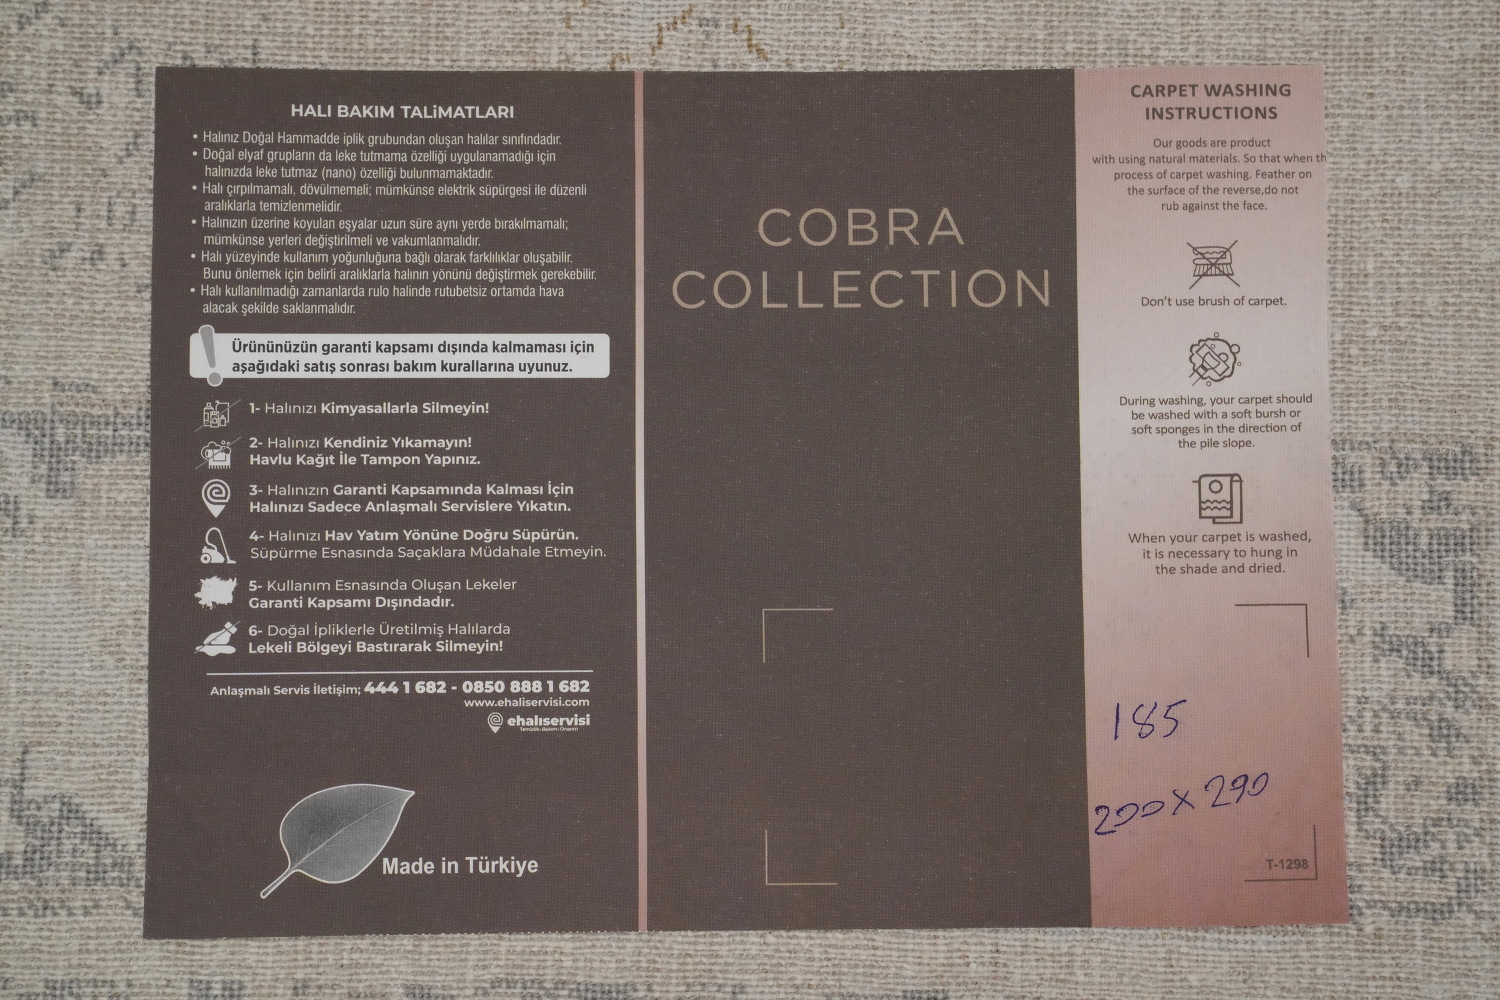 HALI BAKIM TALİMATLARI
• Halınız Doğal Hammadde iplik grubundan oluşan halılar sınıfındadır.
• Doğal elyaf grupların da leke tutmama özelliği uygulanamadığı için
halınızda leke tutmaz (nano) özelliği bulunmamaktadır.
• Halı çırpılmamalı, dövülmemeli; mümkünse elektrik süpürgesi ile düzenli
aralıklarla temizlenmelidir.
• Halınızın üzerine koyulan eşyalar uzun süre aynı yerde bırakılmamalı;
mümkünse yerleri değiştirilmeli ve vakumlanmalıdır.
• Halı yüzeyinde kullanım yoğunluğuna bağlı olarak farklılıklar oluşabilir.
Bunu önlemek için belirli aralıklarla halının yönünü değiştirmek gerekebilir.
• Halı kullanılmadığı zamanlarda rulo halinde rutubetsiz ortamda hava
alacak şekilde saklanmalıdır.
Ürününüzün garanti kapsamı dışında kalmaması için
aşağıdaki satış sonrası bakım kurallarına uyunuz.
1- Halınızı Kimyasallarla Silmeyin!
2- Halınızı Kendiniz Yıkamayın!
Havlu Kağıt İle Tampon Yapınız.
3- Halınızın Garanti Kapsamında Kalması İçin
Halınızı Sadece Anlaşmalı Servislere Yıkatın.
4- Halınızı Hav Yatım Yönüne Doğru Süpürün.
Süpürme Esnasında Saçaklara Müdahale Etmeyin.
5- Kullanım Esnasında Oluşan Lekeler
Garanti Kapsamı Dışındadır.
6- Doğal İpliklerle Üretilmiş Halılarda
Lekeli Bölgeyi Bastırarak Silmeyin!
Anlaşmalı Servis İletişim; 444 1 682 - 0850 888 1 682
www.ehaliservisi.com
ehalıservisi
Temizlik-Bakım-Onarım
Made in Türkiye
COBRA
COLLECTION
CARPET WASHING
INSTRUCTIONS
Our goods are product
with using natural materials. So that when th
process of carpet washing. Feather on
the surface of the reverse,do not
rub against the face.
Don't use brush of carpet.
During washing, your carpet should
be washed with a soft bursh or
soft sponges in the direction of
the pile slope.
When your carpet is washed,
it is necessary to hung in
the shade and dried.
185
200 X 290
T-1298